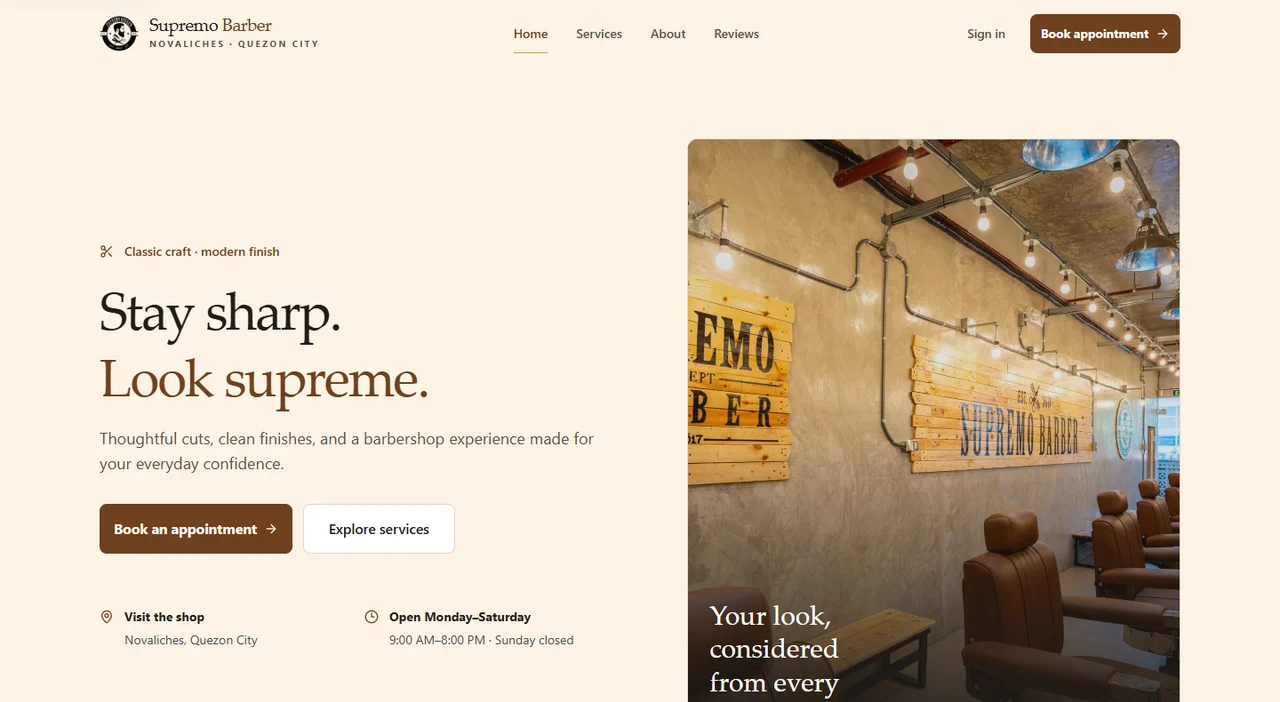 Supremo Barber
NOVALICHES · QUEZON CITY
Home
Services
About
Reviews
Sign in
Book appointment →
Classic craft · modern finish
Stay sharp.
Look supreme.
Thoughtful cuts, clean finishes, and a barbershop experience made for
your everyday confidence.
Book an appointment →
Explore services
Visit the shop
Novaliches, Quezon City
Open Monday–Saturday
9:00 AM–8:00 PM · Sunday closed
EMO
EPT
BER
SUPREMO BARBER
Your look,
considered
from every